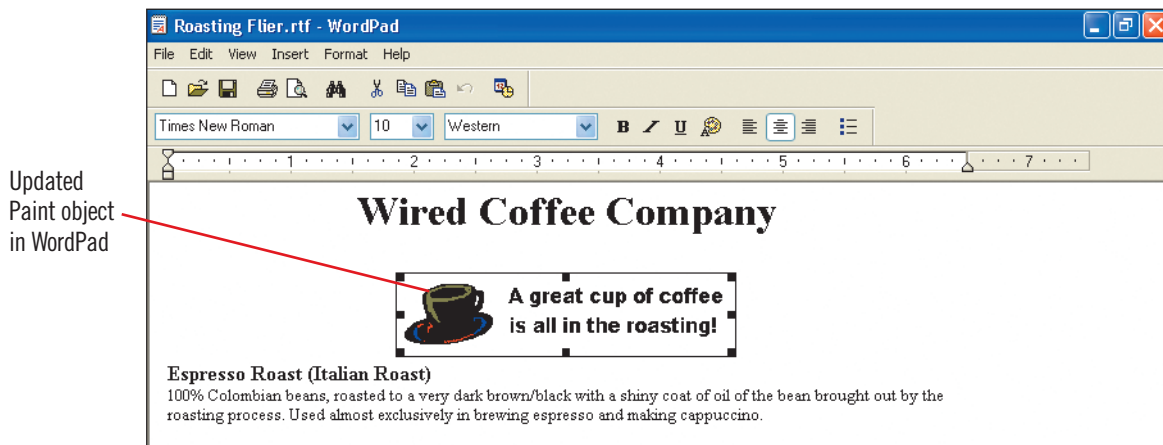 Roasting Flier.rtf - WordPad
File Edit View Insert Format Help
Times New Roman 10 Western B I U
1 2 3 4 5 6 7
Updated
Paint object
in WordPad
Wired Coffee Company
A great cup of coffee
is all in the roasting!
Espresso Roast (Italian Roast)
100% Colombian beans, roasted to a very dark brown/black with a shiny coat of oil of the bean brought out by the
roasting process. Used almost exclusively in brewing espresso and making cappuccino.